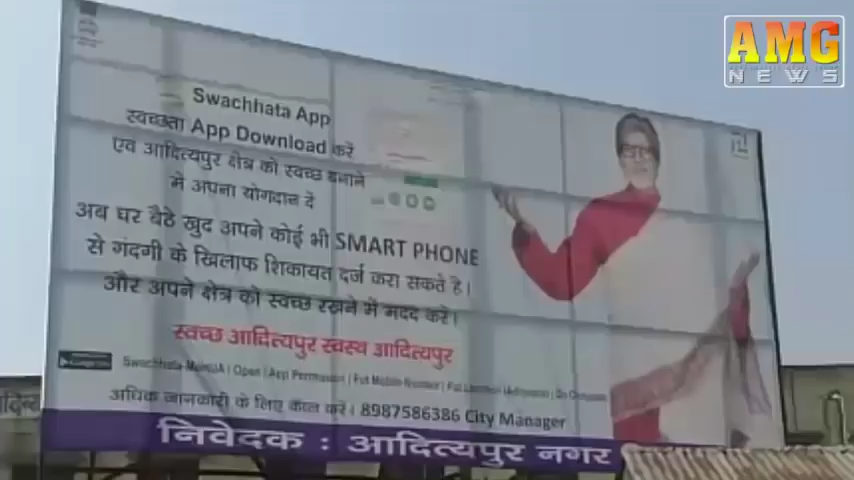 AMG
NEWS
Swachhata App
स्वच्छता App Download करें
एवं आदित्यपुर क्षेत्र को स्वच्छ बनाने
में अपना योगदान दें
अब घर बैठे खुद अपने कोई भी SMART PHONE
से गंदगी के खिलाफ शिकायत दर्ज करा सकते है।
और अपने क्षेत्र को स्वच्छ रखने में मदद करें।
स्वच्छ आदित्यपुर स्वस्थ आदित्यपुर
Swachhata-MoHUA | Open | App Permission | Put Mobile Number | Put Location
अधिक जानकारी के लिए काल करें। 8987586386 City Manager
निवेदक : आदित्यपुर नगर